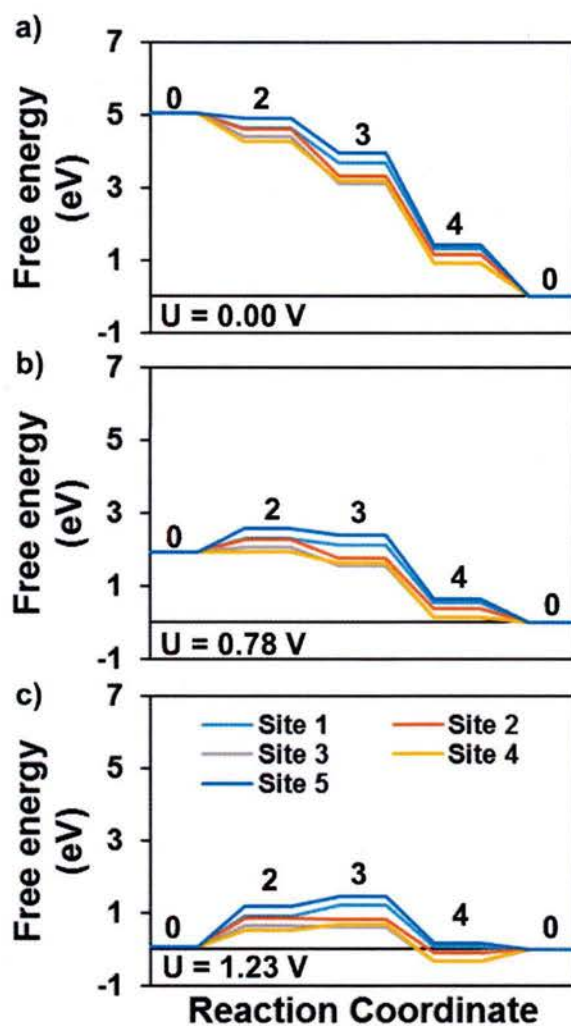 a)
Free energy
(eV)
7
5
3
1
-1
0
2
3
4
0
U = 0.00 V
b)
Free energy
(eV)
7
5
3
1
-1
0
2
3
4
0
U = 0.78 V
c)
Free energy
(eV)
7
5
3
1
-1
Site 1 Site 2
Site 3 Site 4
Site 5
0
2
3
4
0
U = 1.23 V
Reaction Coordinate